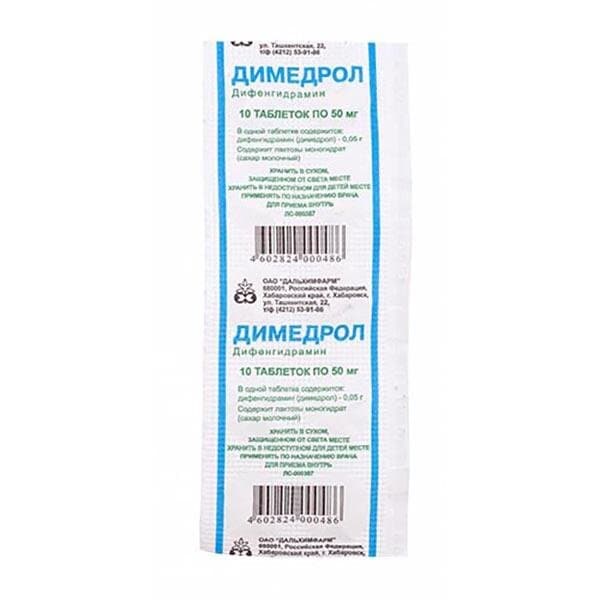 ул. Ташкентская, 22,
т/ф (4212) 53-91-86
ДИМЕДРОЛ
Дифенгидрамин
10 ТАБЛЕТОК ПО 50 мг
В одной таблетке содержится:
дифенгидрамин (димедрол) - 0,05 г
Содержит лактозы моногидрат
(сахар молочный)
ХРАНИТЬ В СУХОМ,
ЗАЩИЩЕННОМ ОТ СВЕТА МЕСТЕ
ХРАНИТЬ В НЕДОСТУПНОМ ДЛЯ ДЕТЕЙ МЕСТЕ
ПРИМЕНЯТЬ ПО НАЗНАЧЕНИЮ ВРАЧА
ДЛЯ ПРИЕМА ВНУТРЬ
ЛС-000387
4 602824 000486
ОАО "ДАЛЬХИМФАРМ"
680001, Российская Федерация,
Хабаровский край, г. Хабаровск,
ул. Ташкентская, 22,
т/ф (4212) 53-91-86
ДИМЕДРОЛ
Дифенгидрамин
10 ТАБЛЕТОК ПО 50 мг
В одной таблетке содержится:
дифенгидрамин (димедрол) - 0,05 г
Содержит лактозы моногидрат
(сахар молочный)
ХРАНИТЬ В СУХОМ,
ЗАЩИЩЕННОМ ОТ СВЕТА МЕСТЕ
ХРАНИТЬ В НЕДОСТУПНОМ ДЛЯ ДЕТЕЙ МЕСТЕ
ПРИМЕНЯТЬ ПО НАЗНАЧЕНИЮ ВРАЧА
ДЛЯ ПРИЕМА ВНУТРЬ
ЛС-000387
4 602824 000486
ОАО "ДАЛЬХИМФАРМ"
680001, Российская Федерация,
Хабаровский край, г. Хабаровск,